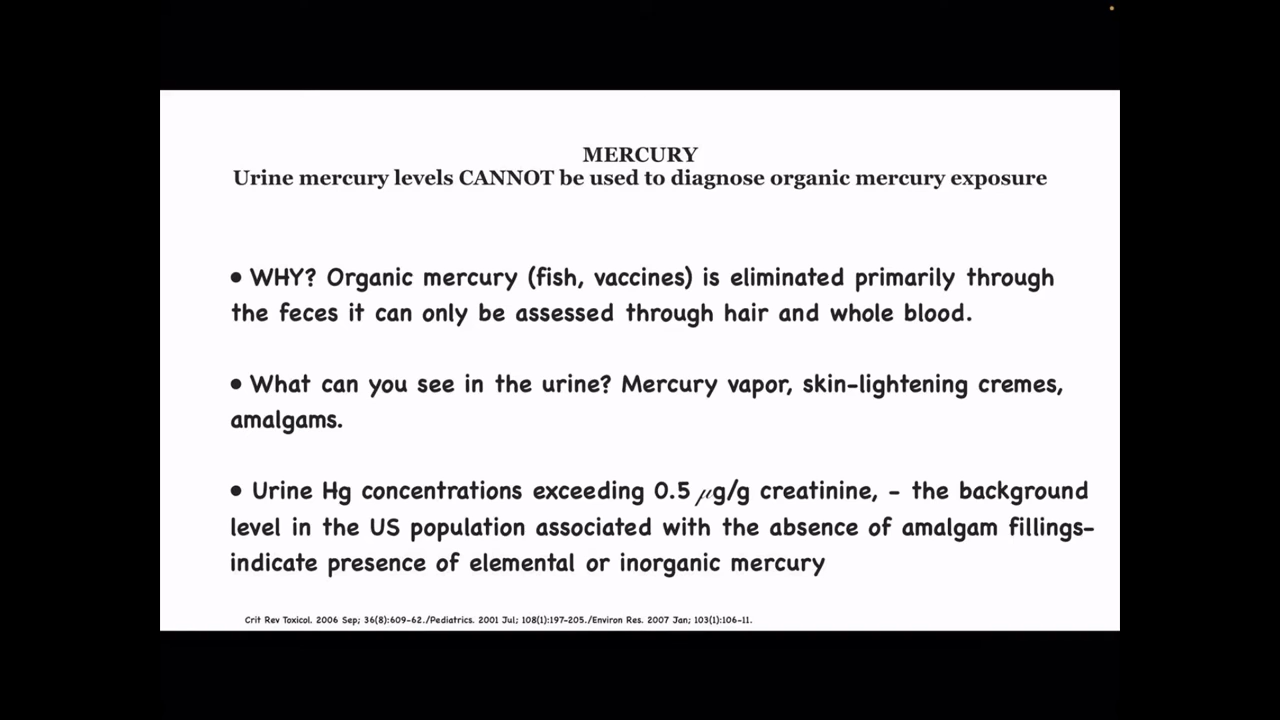 MERCURY
Urine mercury levels CANNOT be used to diagnose organic mercury exposure
• WHY? Organic mercury (fish, vaccines) is eliminated primarily through
the feces it can only be assessed through hair and whole blood.
• What can you see in the urine? Mercury vapor, skin-lightening cremes,
amalgams.
• Urine Hg concentrations exceeding 0.5 µg/g creatinine, - the background
level in the US population associated with the absence of amalgam fillings-
indicate presence of elemental or inorganic mercury
Crit Rev Toxicol. 2006 Sep; 36(8):609-62./Pediatrics. 2001 Jul; 108(1):197-205./Environ Res. 2007 Jan; 103(1):106-11.